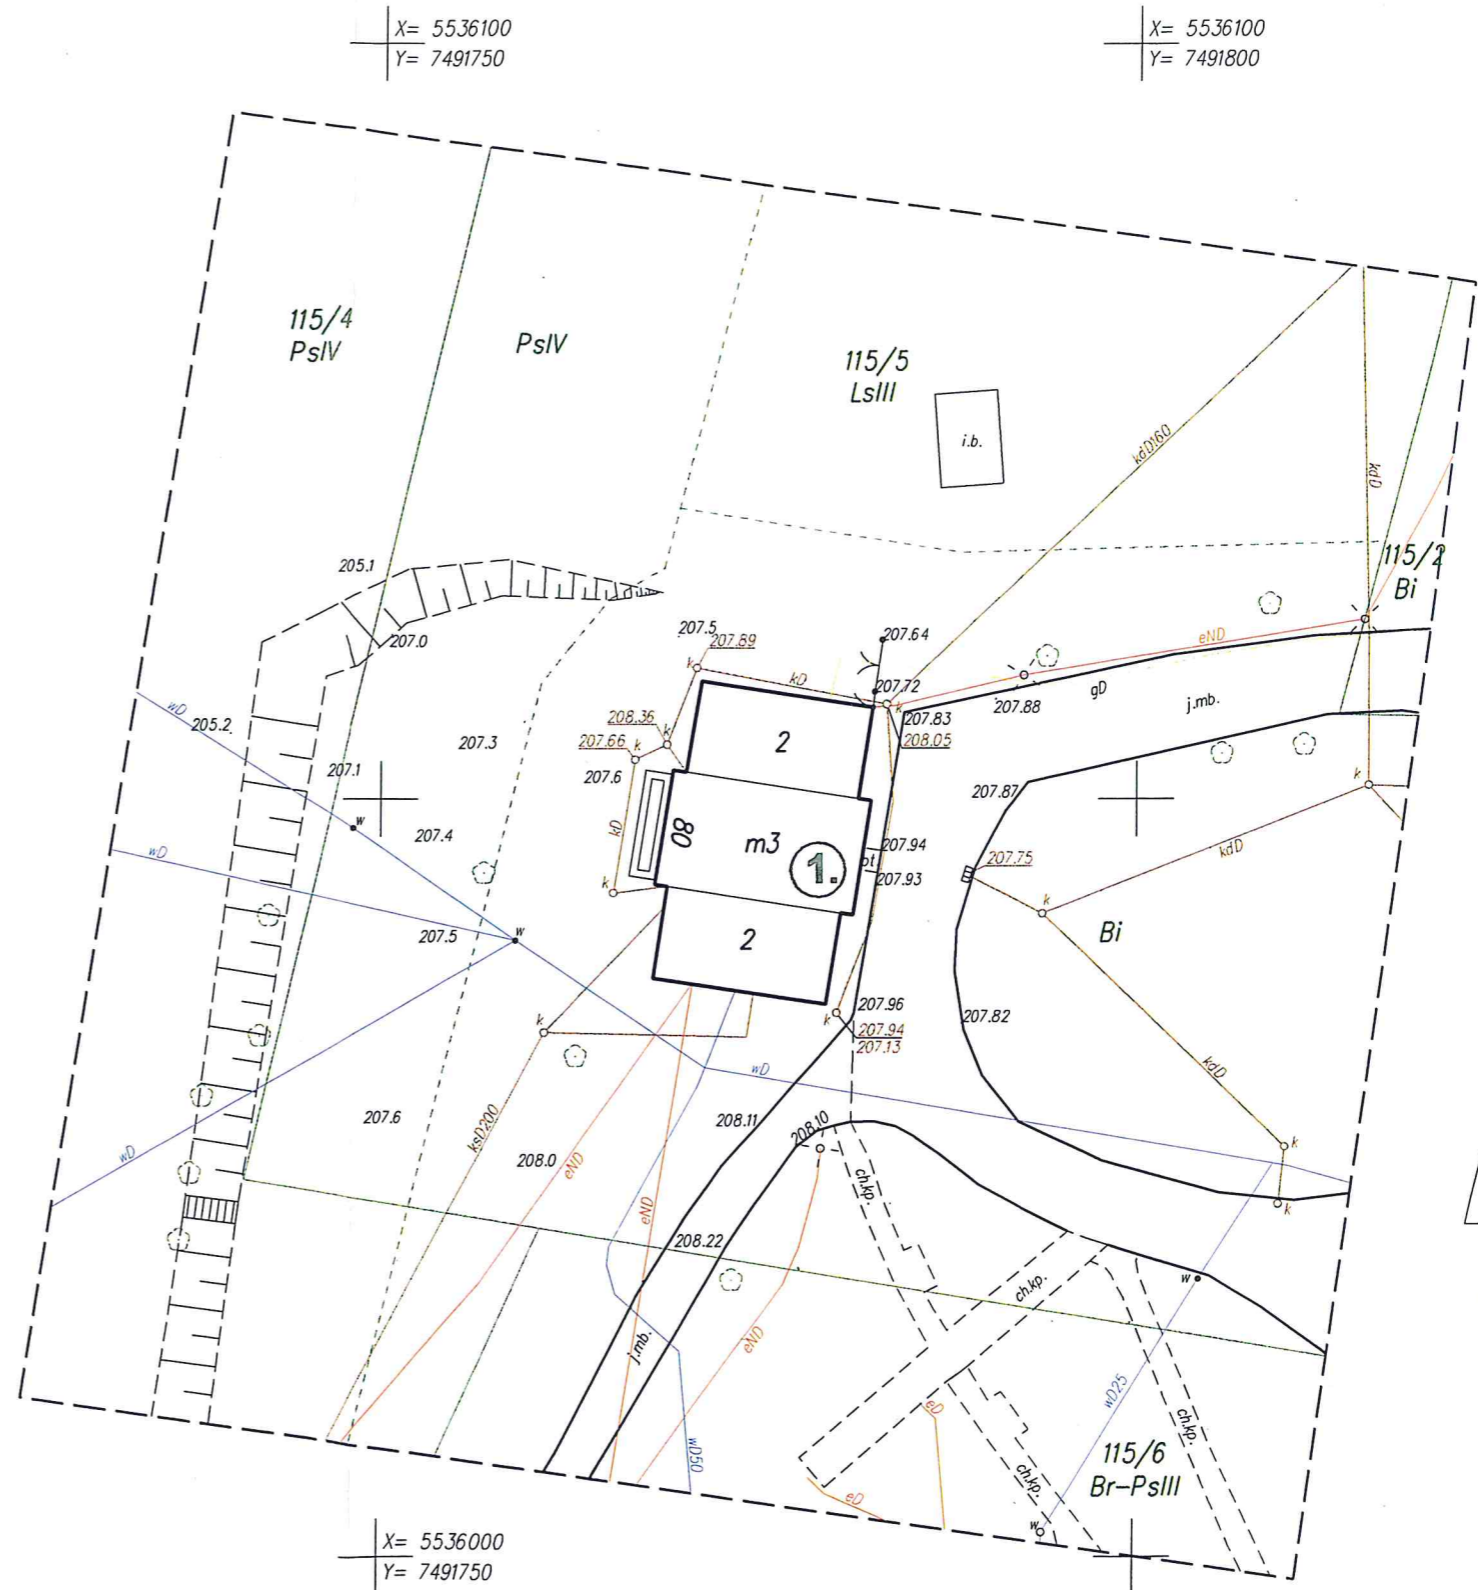 X= 5536100
Y= 7491750
X= 5536100
Y= 7491800
115/4
PsIV
PsIV
115/5
LsIII
i.b.
kdD160
kdD
115/2
Bi
205.1
207.0
207.5
207.89
k
kD
207.64
207.72
k
eND
gD
j.mb.
207.88
207.83
208.05
wD
205.2
207.3
208.36
k
207.66
k
207.6
2
207.1
w
207.4
kD
80
m3
1.
207.94
ot.
207.93
207.87
207.75
k
kdD
k
wD
k
207.5
w
2
Bi
k
207.96
k
207.94
207.13
207.82
kdD
wD
208.11
208.10
k
207.6
ksD200
208.0
eND
wD
eND
ch.kp.
k
208.22
j.mb.
eND
ch.kp.
w
wD25
wD50
eD
ch.kp.
ch.kp.
115/6
Br-PsIII
eD
w
X= 5536000
Y= 7491750